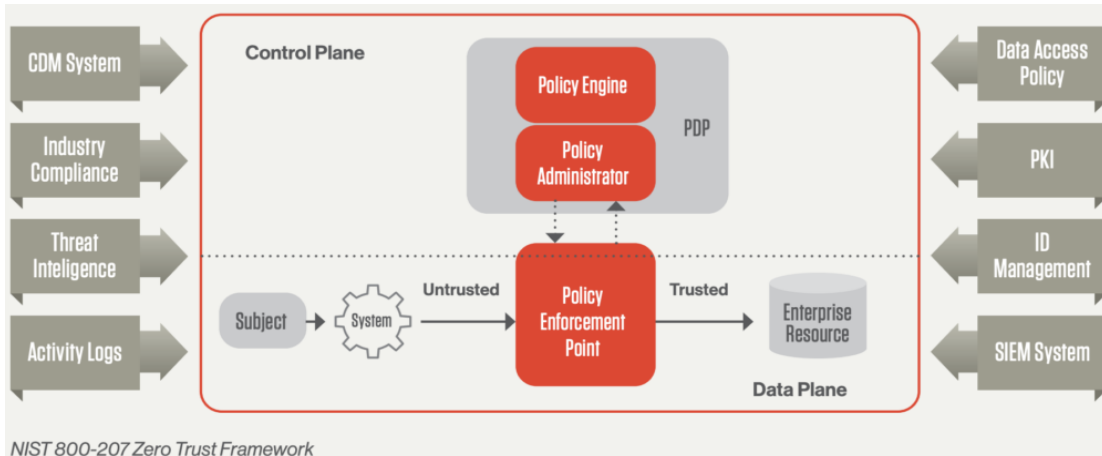 CDM System
Industry
Compliance
Threat
Inteligence
Activity Logs
Control Plane
Policy Engine
Policy
Administrator
PDP
Subject
System
Untrusted
Policy
Enforcement
Point
Trusted
Enterprise
Resource
Data Plane
Data Access
Policy
PKI
ID
Management
SIEM System
NIST 800-207 Zero Trust Framework